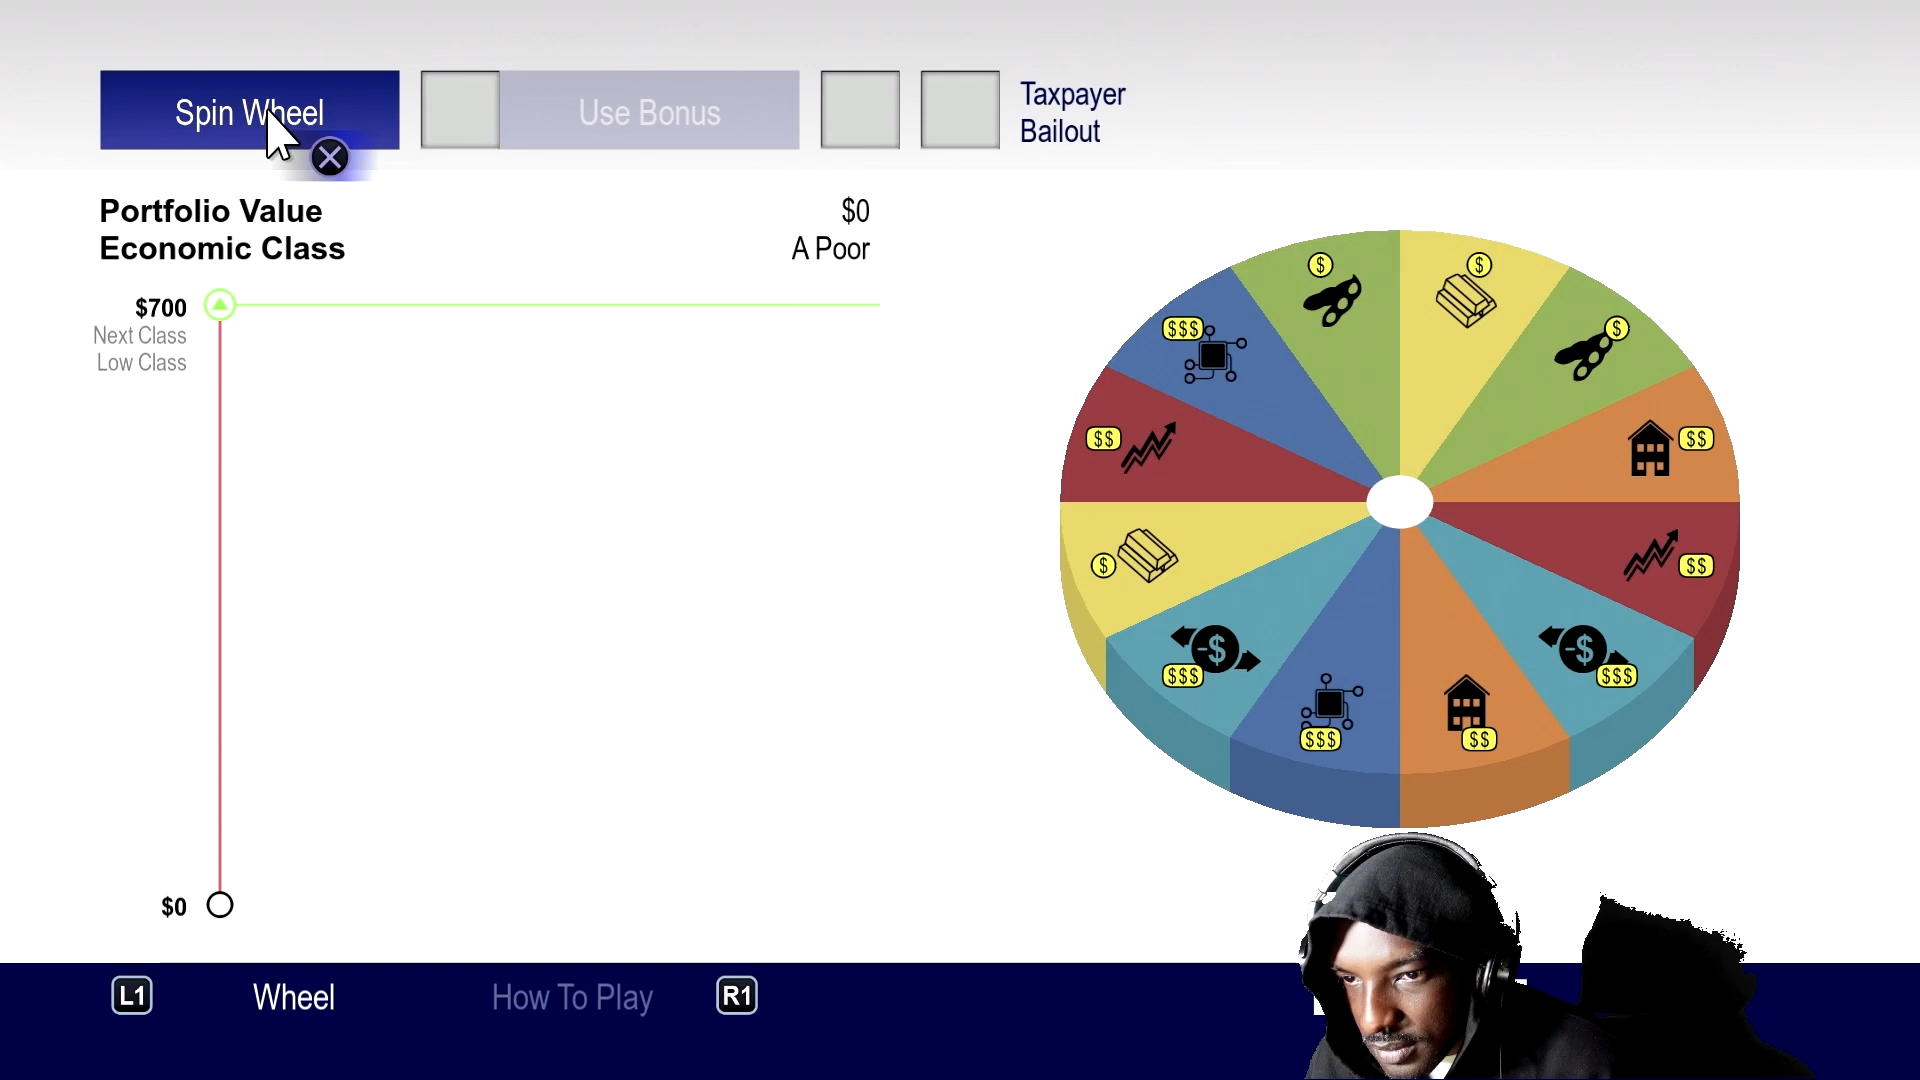 Spin Wheel
Use Bonus
Taxpayer
Bailout
Portfolio Value $0
Economic Class A Poor
$700
Next Class
Low Class
$0
$ $
$$$ $
$$ $$
$ $$
$$$ -$ -$ $$$
$$$ $$
L1 Wheel How To Play R1